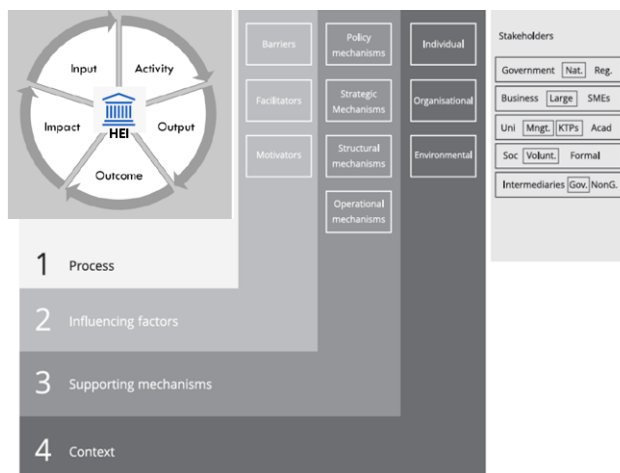 Input
Activity
Impact
HEI
Output
Outcome
Barriers
Facilitators
Motivators
Policy
mechanisms
Strategic
Mechanisms
Structural
mechanisms
Operational
mechanisms
Individual
Organisational
Environmental
1 Process
2 Influencing factors
3 Supporting mechanisms
4 Context
Stakeholders
Government Nat. Reg.
Business Large SMEs
Uni Mngt. KTPs Acad
Soc Volunt. Formal
Intermediaries Gov. NonG.